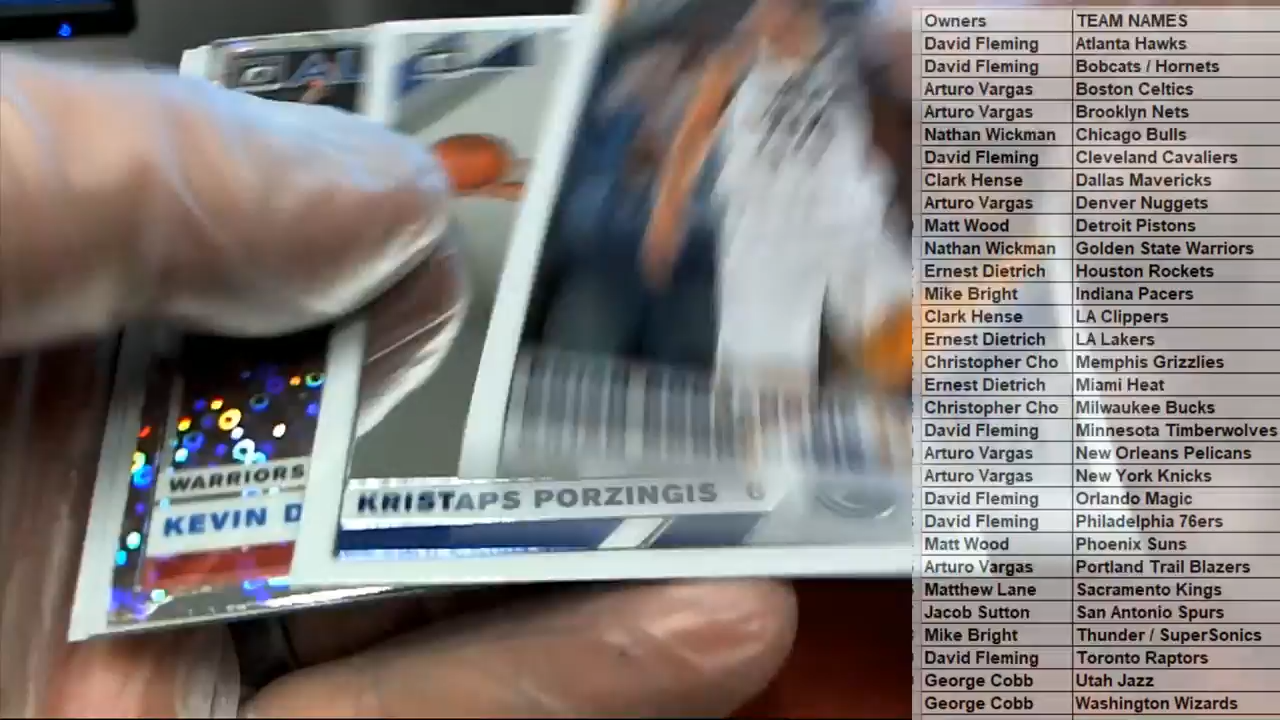 WARRIORS
KEVIN D
KRISTAPS PORZINGIS
Owners TEAM NAMES
David Fleming Atlanta Hawks
David Fleming Bobcats / Hornets
Arturo Vargas Boston Celtics
Arturo Vargas Brooklyn Nets
Nathan Wickman Chicago Bulls
David Fleming Cleveland Cavaliers
Clark Hense Dallas Mavericks
Arturo Vargas Denver Nuggets
Matt Wood Detroit Pistons
Nathan Wickman Golden State Warriors
Ernest Dietrich Houston Rockets
Mike Bright Indiana Pacers
Clark Hense LA Clippers
Ernest Dietrich LA Lakers
Christopher Cho Memphis Grizzlies
Ernest Dietrich Miami Heat
Christopher Cho Milwaukee Bucks
David Fleming Minnesota Timberwolves
Arturo Vargas New Orleans Pelicans
Arturo Vargas New York Knicks
David Fleming Orlando Magic
David Fleming Philadelphia 76ers
Matt Wood Phoenix Suns
Arturo Vargas Portland Trail Blazers
Matthew Lane Sacramento Kings
Jacob Sutton San Antonio Spurs
Mike Bright Thunder / SuperSonics
David Fleming Toronto Raptors
George Cobb Utah Jazz
George Cobb Washington Wizards